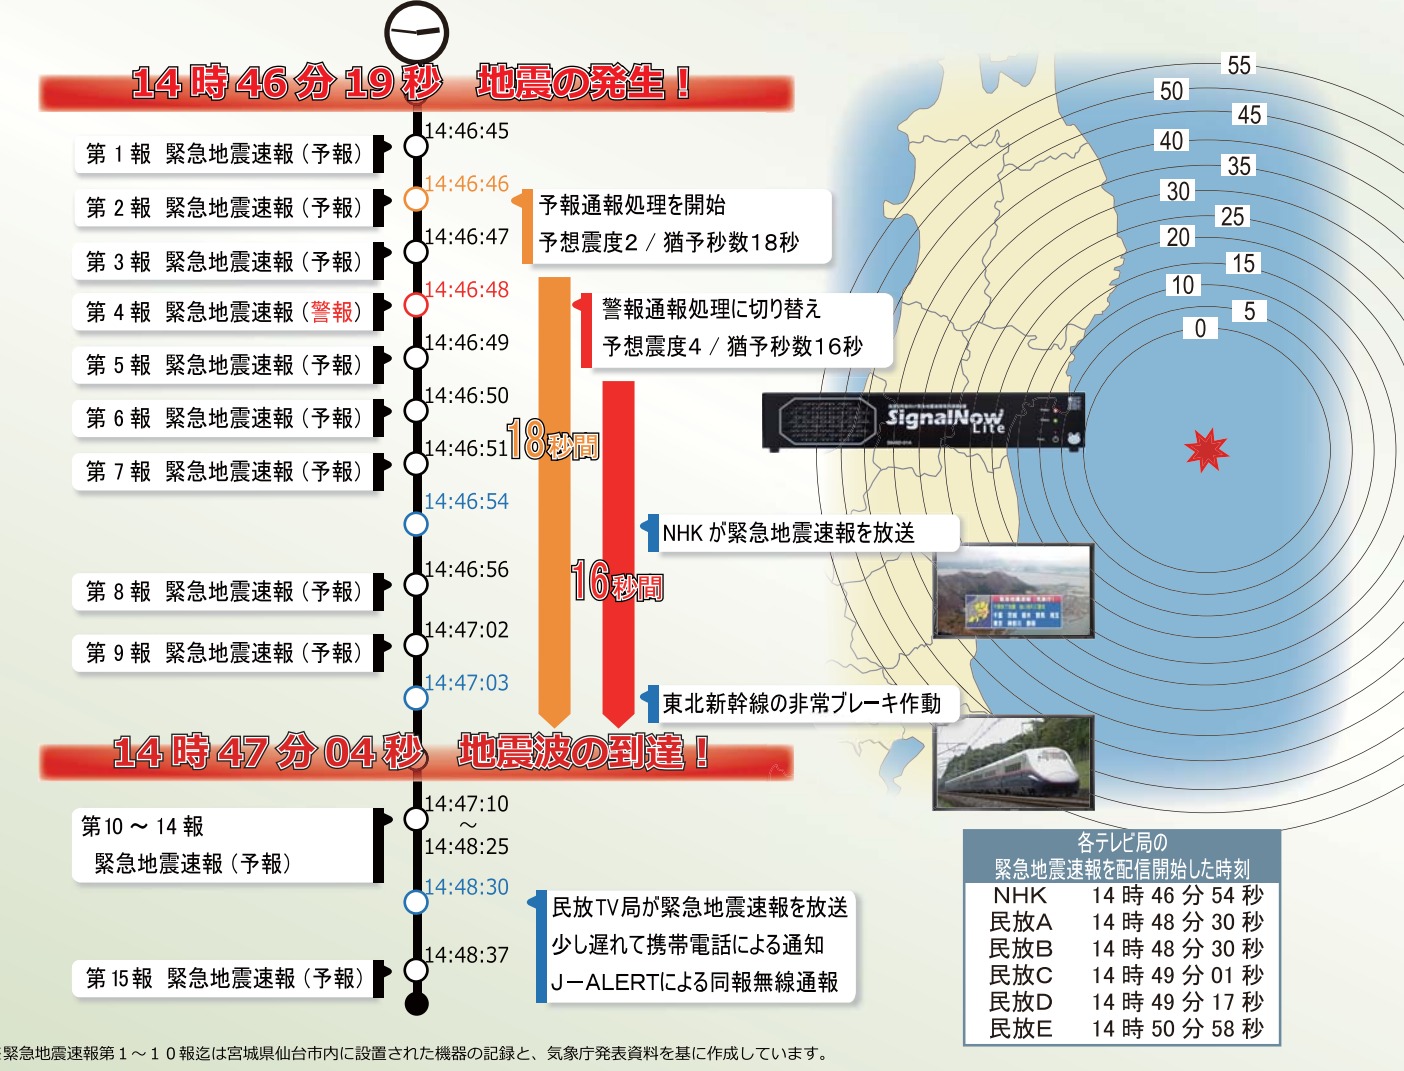 14時46分19秒　地震の発生！
14:46:45
第1報 緊急地震速報（予報）
14:46:46
第2報 緊急地震速報（予報）
予報通報処理を開始
予想震度2 / 猶予秒数18秒
14:46:47
第3報 緊急地震速報（予報）
14:46:48
第4報 緊急地震速報（警報）
警報通報処理に切り替え
予想震度4 / 猶予秒数16秒
14:46:49
第5報 緊急地震速報（予報）
14:46:50
第6報 緊急地震速報（予報）
14:46:51
第7報 緊急地震速報（予報）
18秒間
14:46:54
NHK が緊急地震速報を放送
14:46:56
第8報 緊急地震速報（予報）
16秒間
14:47:02
第9報 緊急地震速報（予報）
14:47:03
東北新幹線の非常ブレーキ作動
14時47分04秒　地震波の到達！
14:47:10
～
14:48:25
第10～14報
緊急地震速報（予報）
14:48:30
民放TV局が緊急地震速報を放送
少し遅れて携帯電話による通知
J－ALERTによる同報無線通報
14:48:37
第15報 緊急地震速報（予報）
55
50
45
40
35
30
25
20
15
10
5
0
SignalNow
Lite
各テレビ局の
緊急地震速報を配信開始した時刻
NHK 14時46分54秒
民放A 14時48分30秒
民放B 14時48分30秒
民放C 14時49分01秒
民放D 14時49分17秒
民放E 14時50分58秒
緊急地震速報第１～１０報迄は宮城県仙台市内に設置された機器の記録と、気象庁発表資料を基に作成しています。